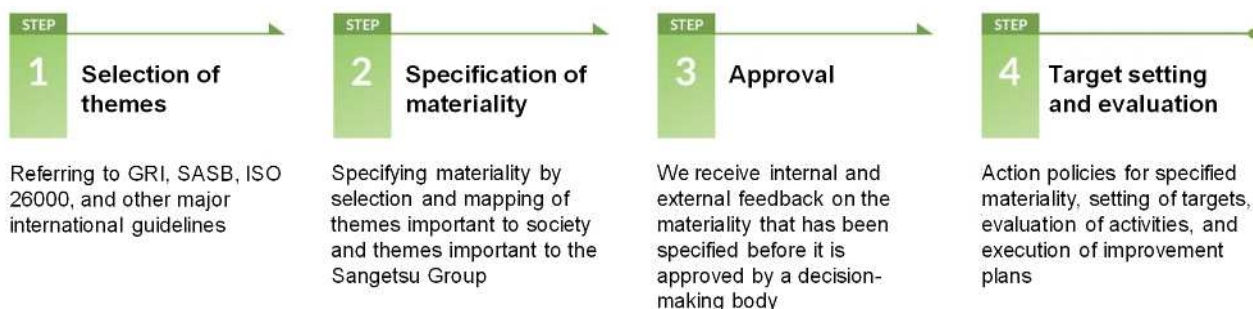 STEP
1
Selection of
themes
Referring to GRI, SASB, ISO
26000, and other major
international guidelines
STEP
2
Specification of
materiality
Specifying materiality by
selection and mapping of
themes important to society
and themes important to the
Sangetsu Group
STEP
3
Approval
We receive internal and
external feedback on the
materiality that has been
specified before it is
approved by a decision-
making body
STEP
4
Target setting
and evaluation
Action policies for specified
materiality, setting of targets,
evaluation of activities, and
execution of improvement
plans